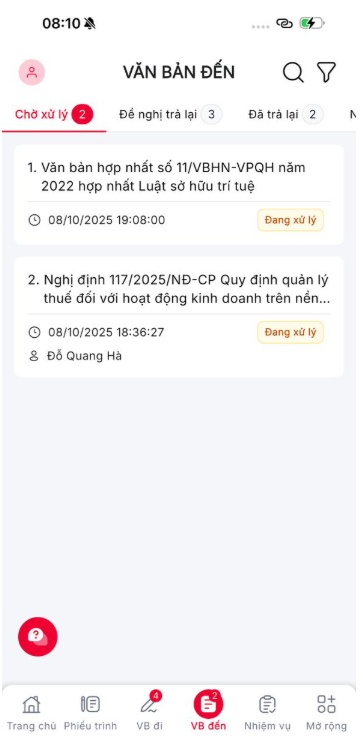 08:10
VĂN BẢN ĐẾN
Chờ xử lý 2 Đề nghị trả lại 3 Đã trả lại 2 N
1. Văn bản hợp nhất số 11/VBHN-VPQH năm
2022 hợp nhất Luật sở hữu trí tuệ
08/10/2025 19:08:00 Đang xử lý
2. Nghị định 117/2025/NĐ-CP Quy định quản lý
thuế đối với hoạt động kinh doanh trên nền...
08/10/2025 18:36:27 Đang xử lý
Đỗ Quang Hà
4 2
Trang chủ Phiếu trình VB đi VB đến Nhiệm vụ Mở rộng